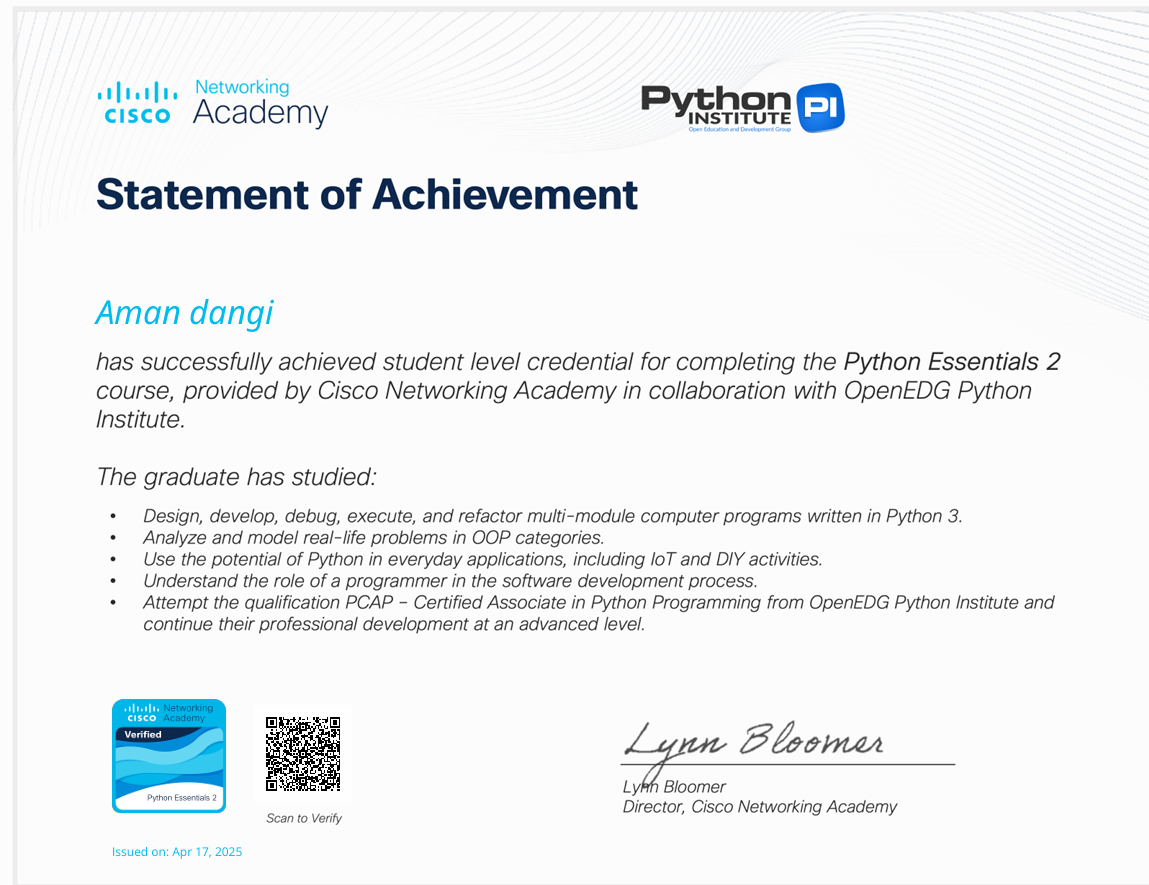 CISCO
Networking
Academy
Python
INSTITUTE
Open Education and Development Group
PI
Statement of Achievement
Aman dangi
has successfully achieved student level credential for completing the Python Essentials 2
course, provided by Cisco Networking Academy in collaboration with OpenEDG Python
Institute.
The graduate has studied:
• Design, develop, debug, execute, and refactor multi-module computer programs written in Python 3.
• Analyze and model real-life problems in OOP categories.
• Use the potential of Python in everyday applications, including IoT and DIY activities.
• Understand the role of a programmer in the software development process.
• Attempt the qualification PCAP – Certified Associate in Python Programming from OpenEDG Python Institute and
continue their professional development at an advanced level.
CISCO
Networking
Academy
Verified
Python Essentials 2
Scan to Verify
Lynn Bloomer
Lynn Bloomer
Director, Cisco Networking Academy
Issued on: Apr 17, 2025